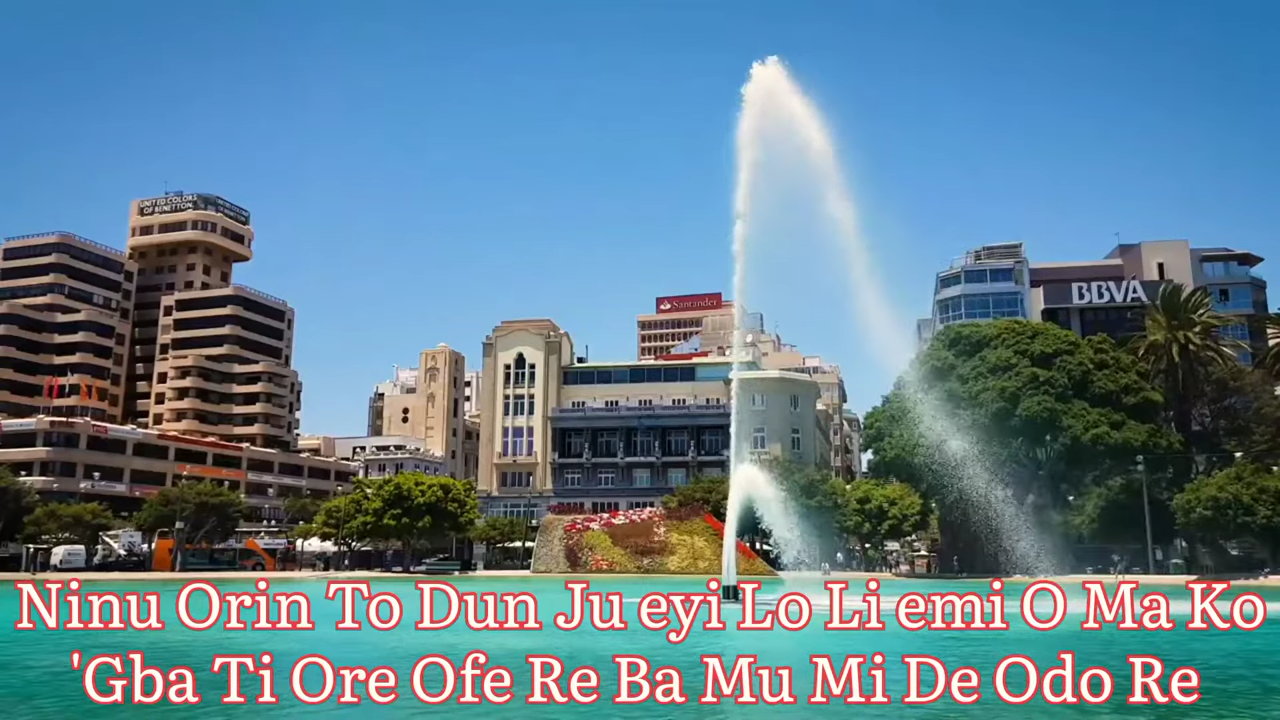 UNITED COLORS
OF BENETTON
Santander
BBVA
Ninu Orin To Dun Ju eyi Lo Li emi O Ma Ko
'Gba Ti Ore Ofe Re Ba Mu Mi De Odo Re